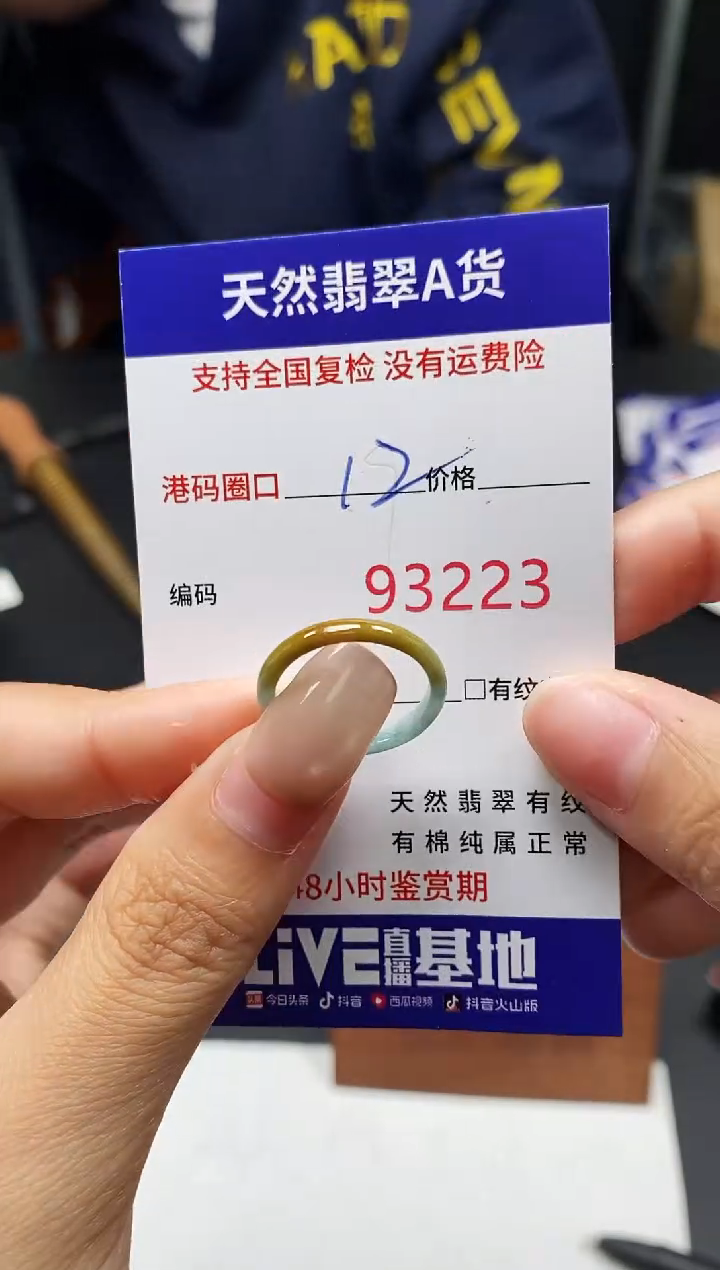 天然翡翠A货
支持全国复检 没有运费险
港码圈口 12 价格
编码 93223
□有纹
天然翡翠有纹
有棉纯属正常
48小时鉴赏期
LIVE直播基地
今日头条 抖音 西瓜视频 抖音火山版